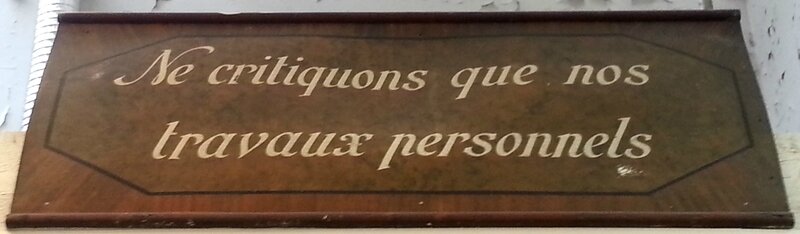 Ne critiquons que nos
travaux personnels